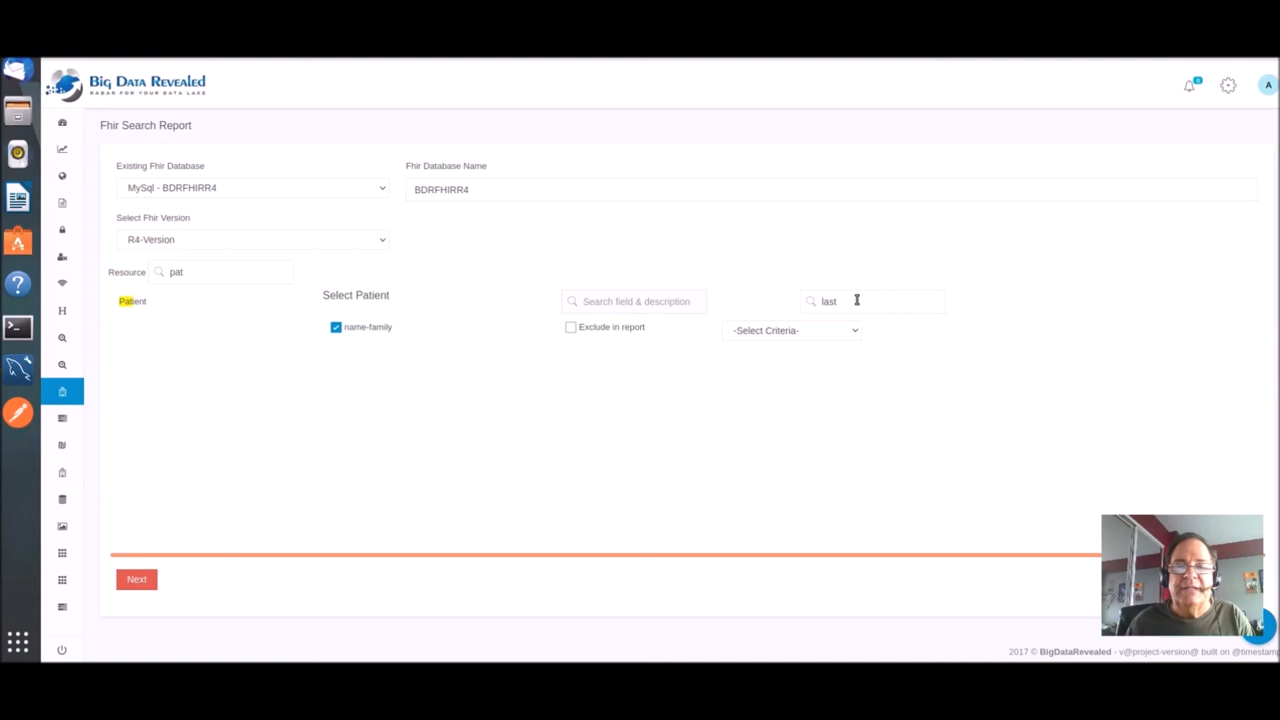 BIG DATA REVEALED
RADAR FOR YOUR DATA LAKE
A
Fhir Search Report
Existing Fhir Database
Fhir Database Name
MySql - BDRFHIRR4
BDRFHIRR4
Select Fhir Version
R4-Version
Resource
pat
Patient
Select Patient
Search field & description
last
name-family
Exclude in report
-Select Criteria-
Next
2017 © BigDataRevealed - v@project-version@ built on @timestamp